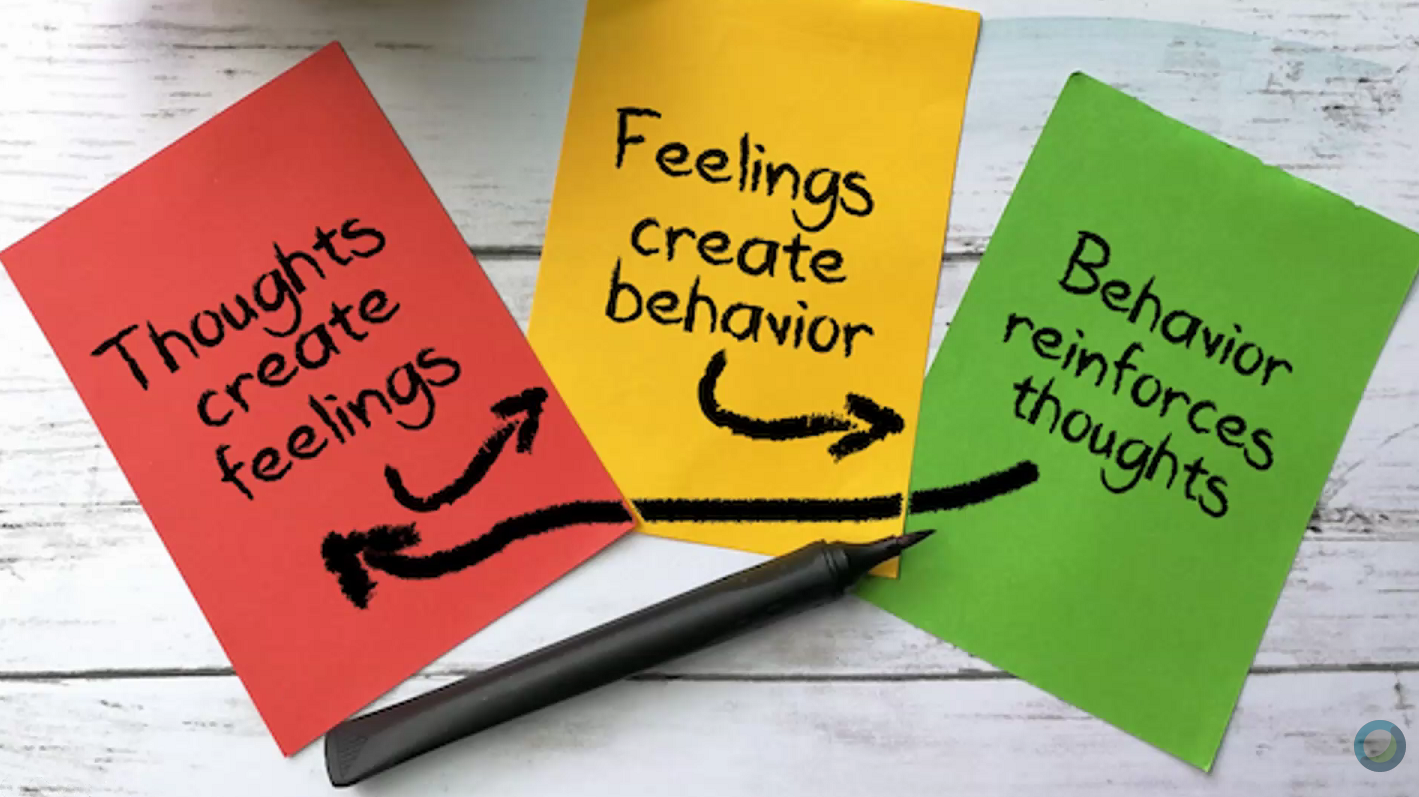 Thoughts
create
feelings
Feelings
create
behavior
Behavior
reinforces
thoughts